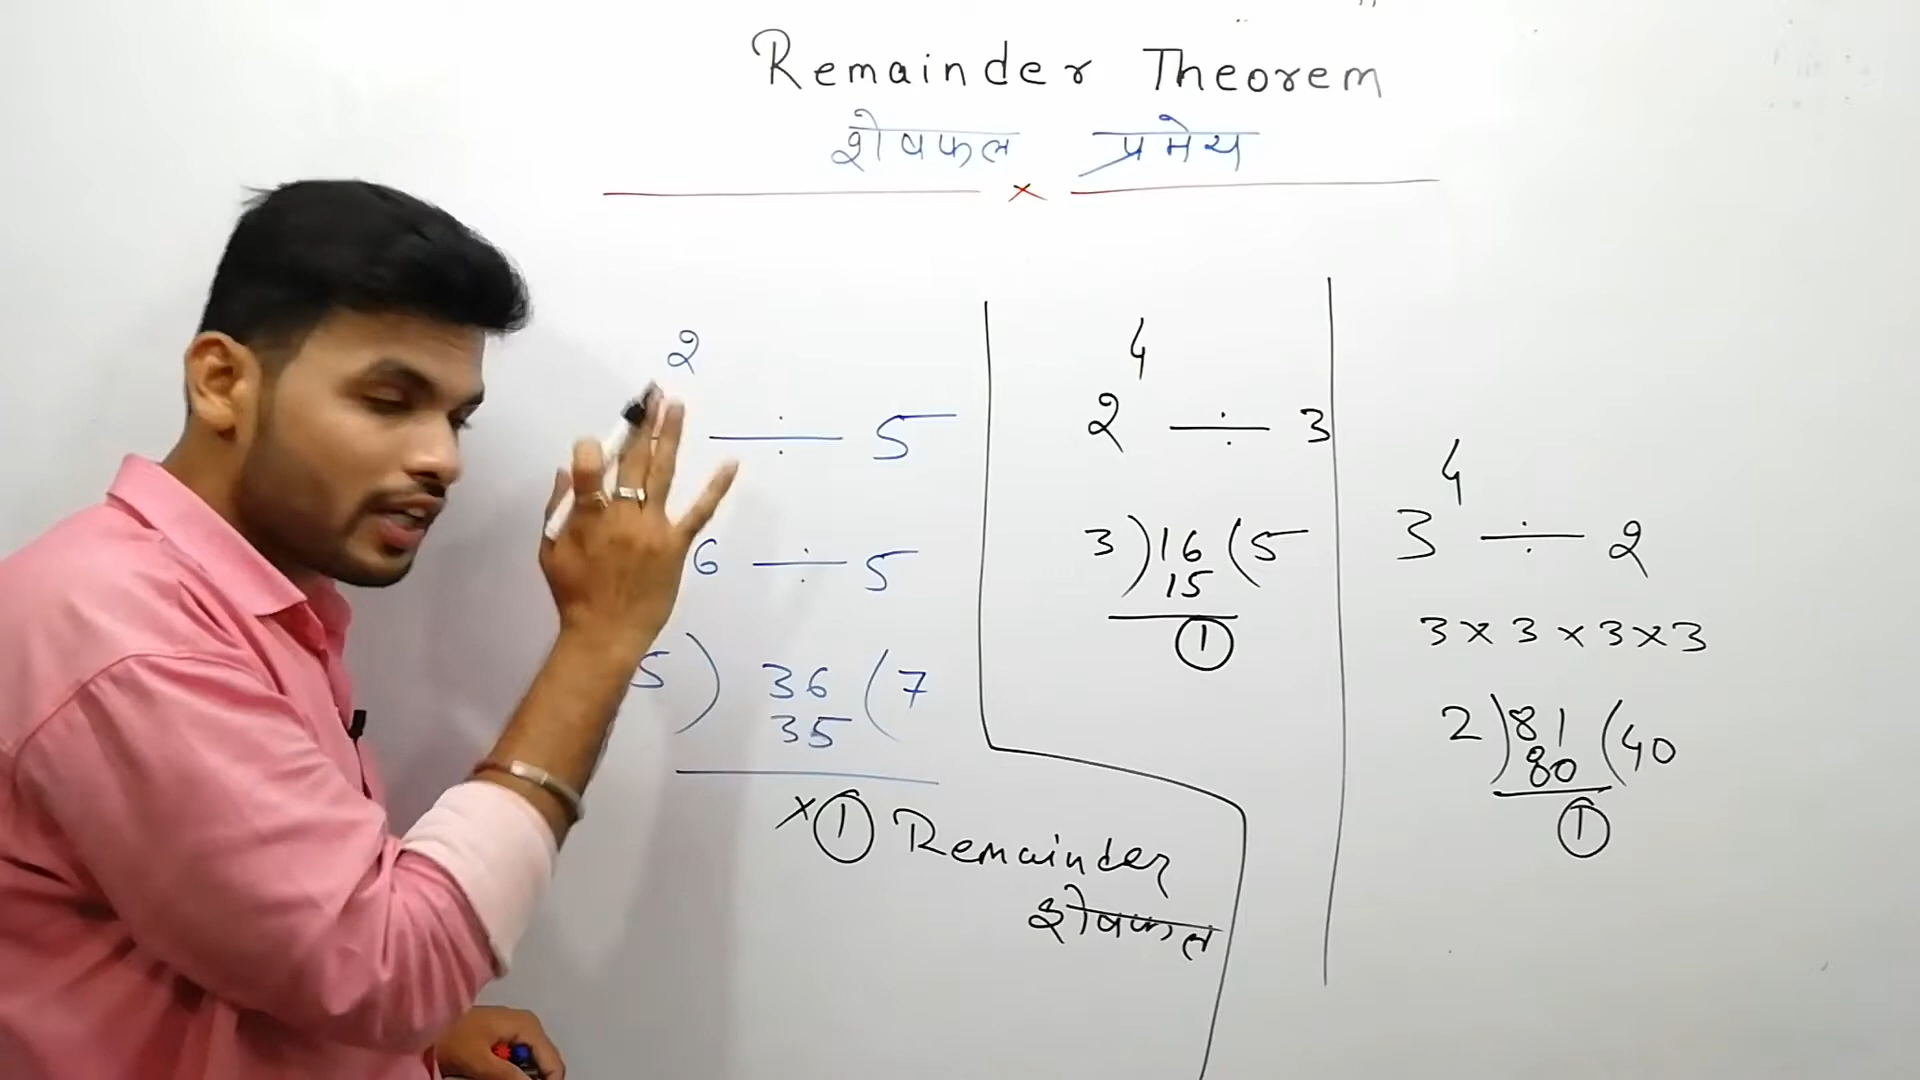 Remainder Theorem
शेषफल प्रमेय
×
2
÷ 5
6 ÷ 5
5) 36 (7
35
× 1 Remainder
शेषफल
4
2 ÷ 3
3) 16 (5
15
1
4
3 ÷ 2
3 × 3 × 3 × 3
2) 81 (40
80
1